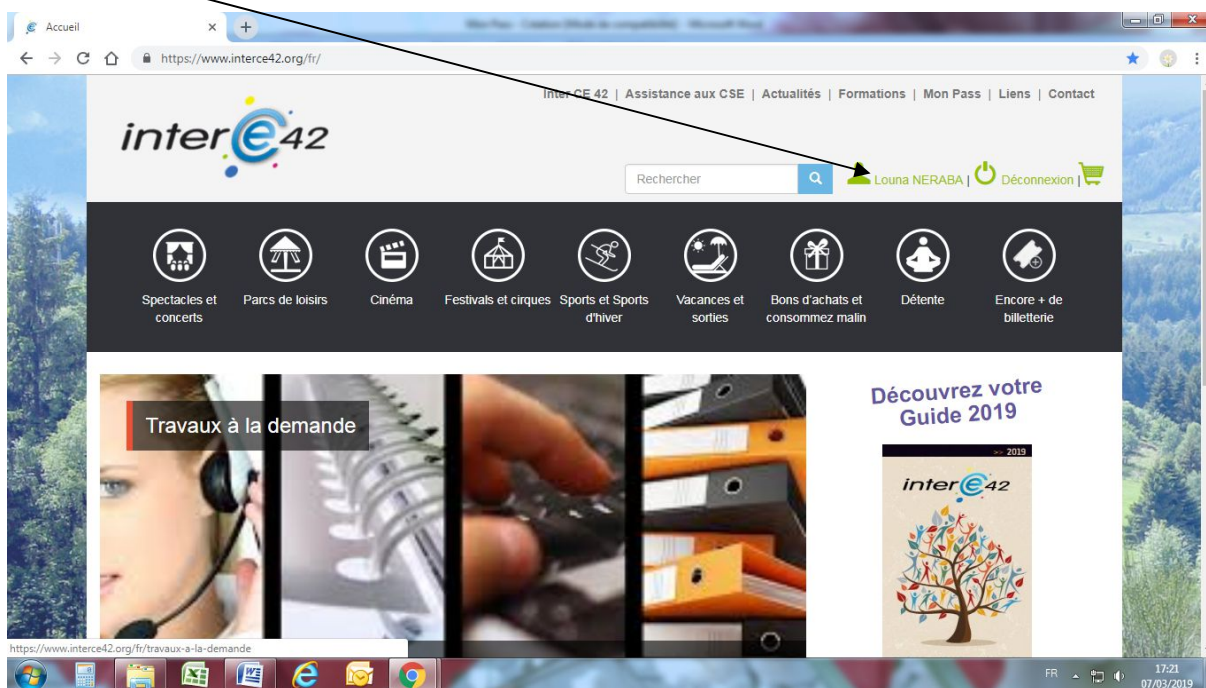 Accueil
https://www.interce42.org/fr/
Inter CE 42 | Assistance aux CSE | Actualités | Formations | Mon Pass | Liens | Contact
inter e 42
Rechercher
Louna NERABA | Déconnexion |
Spectacles et concerts
Parcs de loisirs
Cinéma
Festivals et cirques
Sports et Sports d'hiver
Vacances et sorties
Bons d'achats et consommez malin
Détente
Encore + de billetterie
Travaux à la demande
Découvrez votre
Guide 2019
>> 2019
inter e 42
https://www.interce42.org/fr/travaux-a-la-demande
FR
17:21
07/03/2019